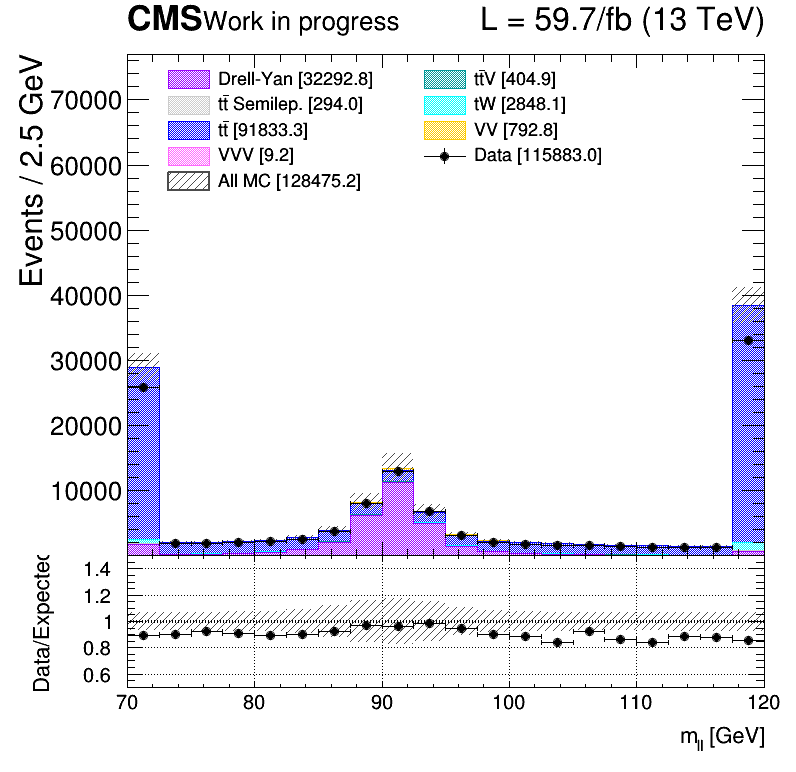 CMS Work in progress L = 59.7/fb (13 TeV)
Events / 2.5 GeV
Drell-Yan [32292.8]
tt̄ Semilep. [294.0]
tt̄ [91833.3]
VVV [9.2]
All MC [128475.2]
tt̄V [404.9]
tW [2848.1]
VV [792.8]
Data [115883.0]
70000
60000
50000
40000
30000
20000
10000
Data/Expected
1.4
1.2
1
0.8
0.6
70 80 90 100 110 120
m_ll [GeV]